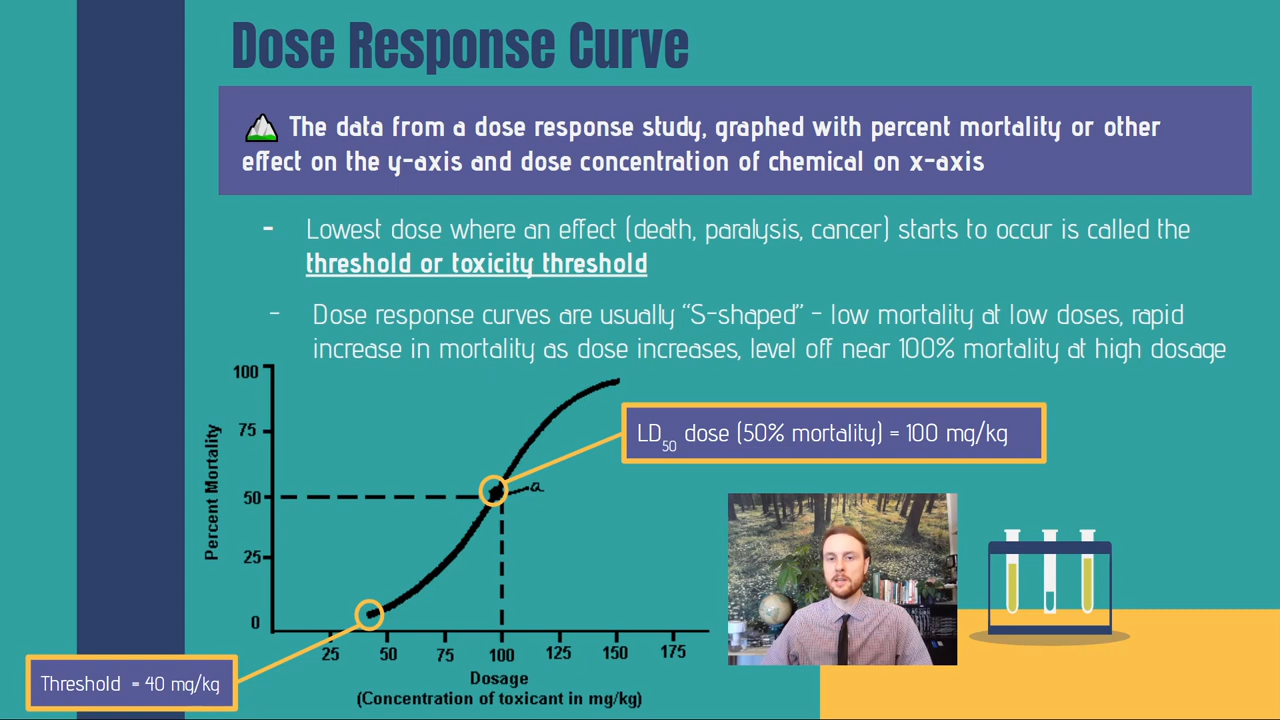 Dose Response Curve
The data from a dose response study, graphed with percent mortality or other
effect on the y-axis and dose concentration of chemical on x-axis
- Lowest dose where an effect (death, paralysis, cancer) starts to occur is called the
threshold or toxicity threshold
- Dose response curves are usually “S-shaped” - low mortality at low doses, rapid
increase in mortality as dose increases, level off near 100% mortality at high dosage
100
75
50
25
0
Percent Mortality
a
LD50 dose (50% mortality) = 100 mg/kg
25 50 75 100 125 150 175
Dosage
(Concentration of toxicant in mg/kg)
Threshold = 40 mg/kg